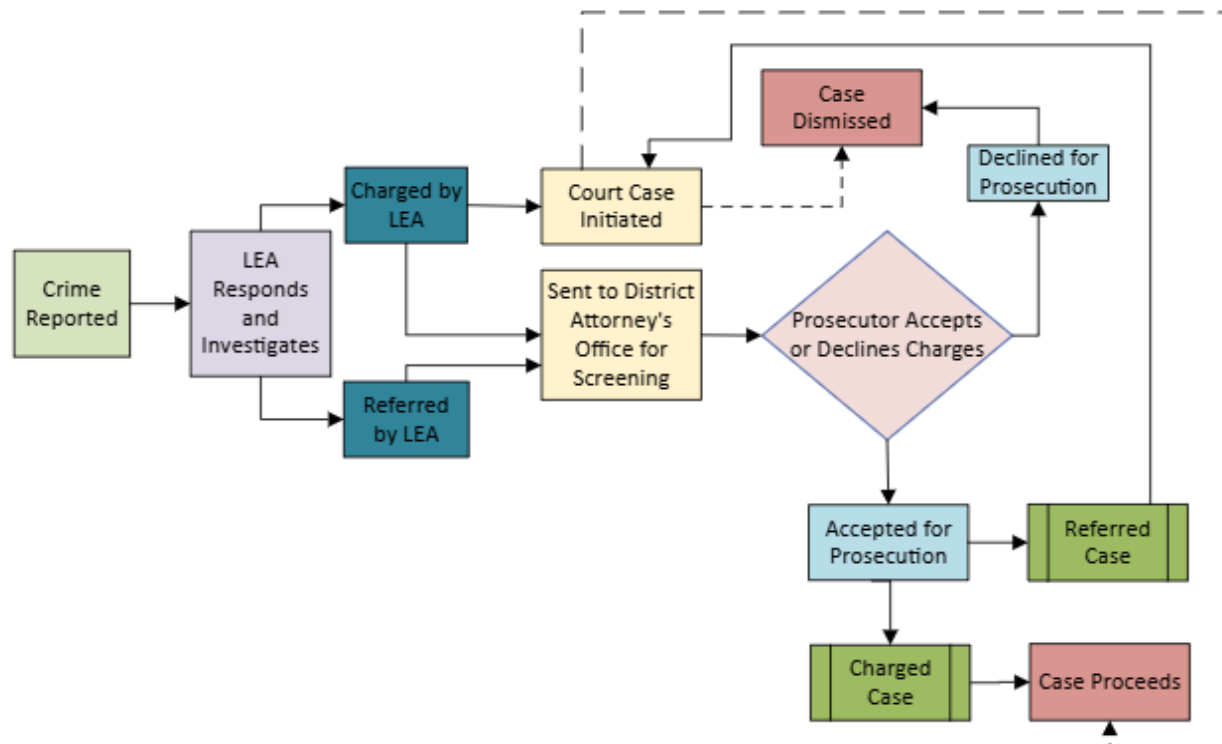 Case
Dismissed
Declined for
Prosecution
Charged by
LEA
Court Case
Initiated
LEA
Responds
and
Investigates
Crime
Reported
Sent to District
Attorney's
Office for
Screening
Prosecutor Accepts
or Declines Charges
Referred
by LEA
Accepted for
Prosecution
Referred
Case
Charged
Case
Case Proceeds